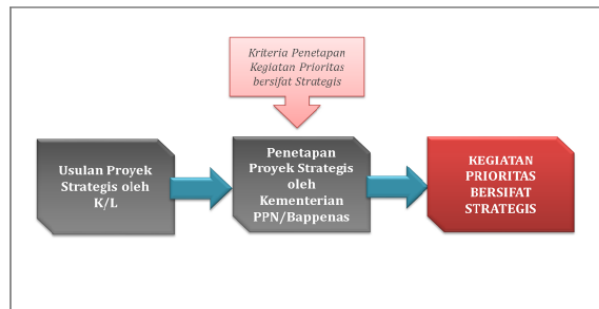 Kriteria Penetapan
Kegiatan Prioritas
bersifat Strategis
Usulan Proyek
Strategis oleh
K/L
Penetapan
Proyek Strategis
oleh
Kementerian
PPN/Bappenas
KEGIATAN
PRIORITAS
BERSIFAT
STRATEGIS